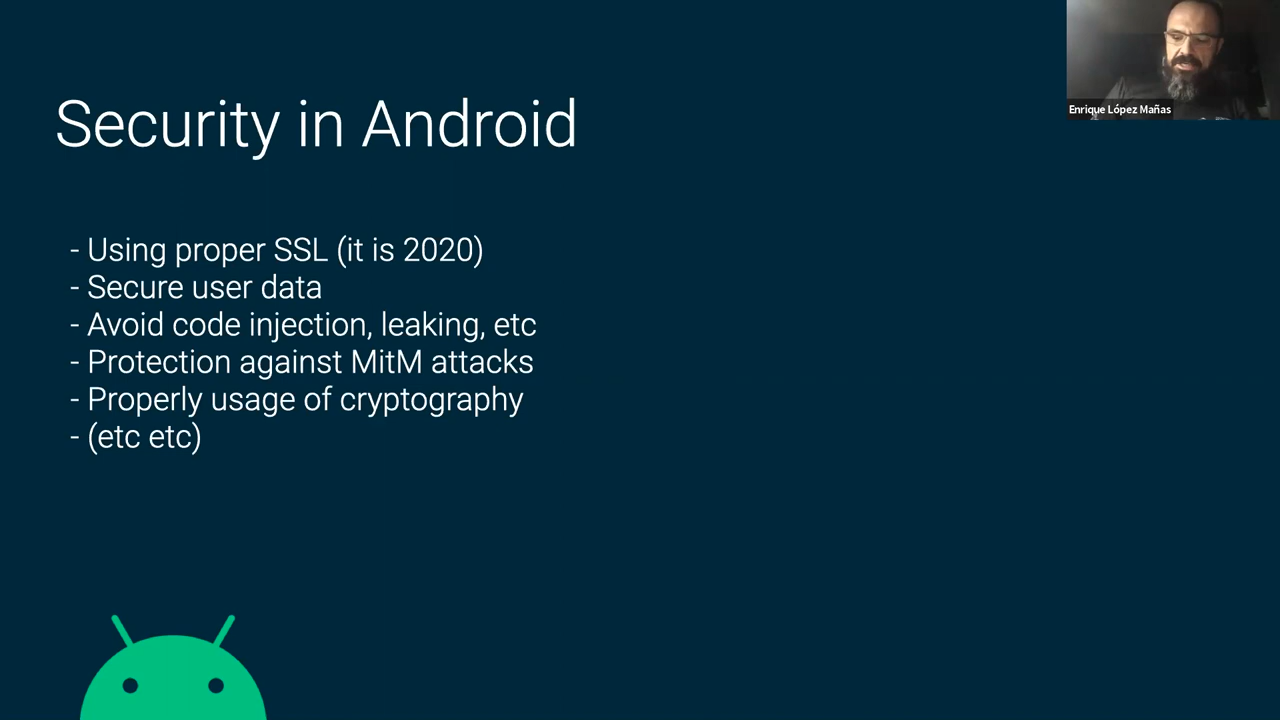 Security in Android
- Using proper SSL (it is 2020)
- Secure user data
- Avoid code injection, leaking, etc
- Protection against MitM attacks
- Properly usage of cryptography
- (etc etc)
Enrique López Mañas